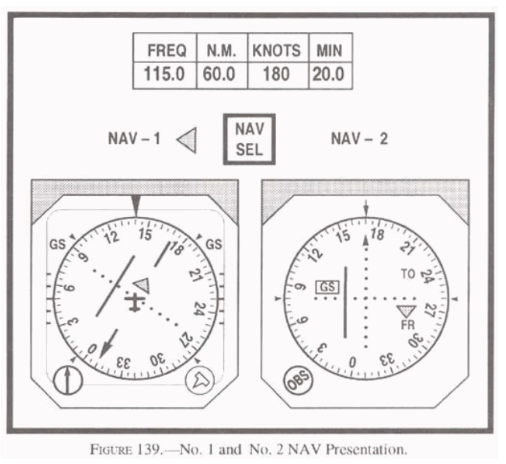 FREQ N.M. KNOTS MIN
115.0 60.0 180 20.0
NAV - 1
NAV SEL
NAV - 2
GS 9 12 15 18 GS
21
6
24
3
27
0 33 30
12 15 18 21
TO
9
GS
24
6
27
FR
3
30
0 33
OBS
FIGURE 139.—No. 1 and No. 2 NAV Presentation.